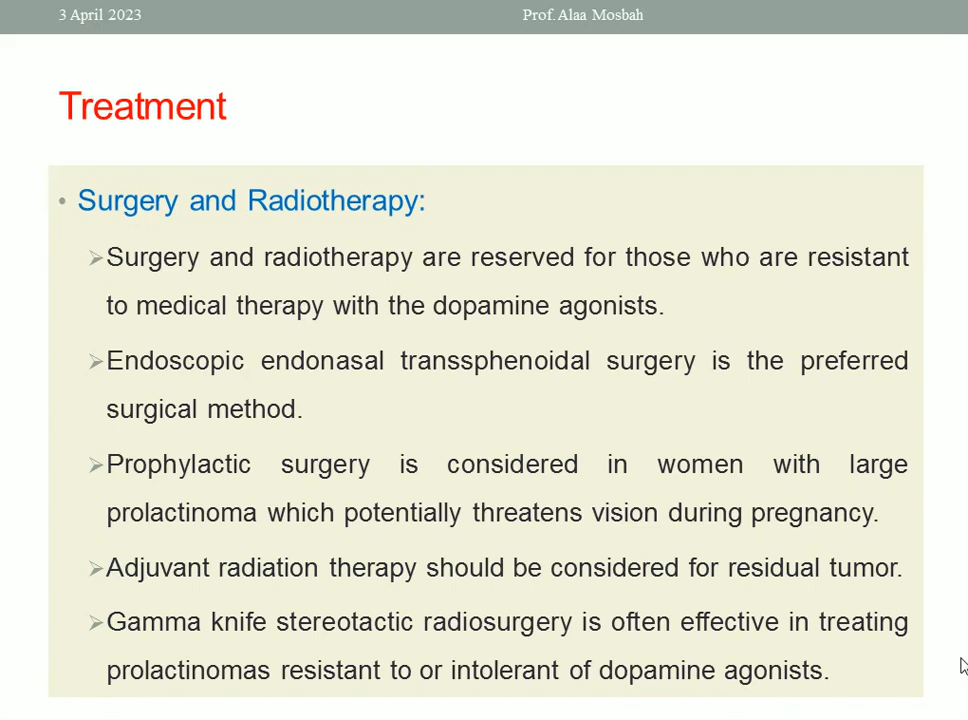 3 April 2023 Prof. Alaa Mosbah
Treatment
• Surgery and Radiotherapy:
➢Surgery and radiotherapy are reserved for those who are resistant
to medical therapy with the dopamine agonists.
➢Endoscopic endonasal transsphenoidal surgery is the preferred
surgical method.
➢Prophylactic surgery is considered in women with large
prolactinoma which potentially threatens vision during pregnancy.
➢Adjuvant radiation therapy should be considered for residual tumor.
➢Gamma knife stereotactic radiosurgery is often effective in treating
prolactinomas resistant to or intolerant of dopamine agonists.